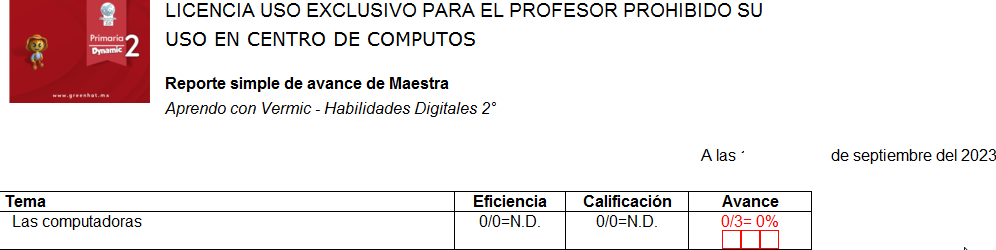 LICENCIA USO EXCLUSIVO PARA EL PROFESOR PROHIBIDO SU
USO EN CENTRO DE COMPUTOS
Primaria
Dynamic 2
www.greenhat.mx
Reporte simple de avance de Maestra
Aprendo con Vermic - Habilidades Digitales 2°
A las de septiembre del 2023
Tema Eficiencia Calificación Avance
Las computadoras 0/0=N.D. 0/0=N.D. 0/3= 0%